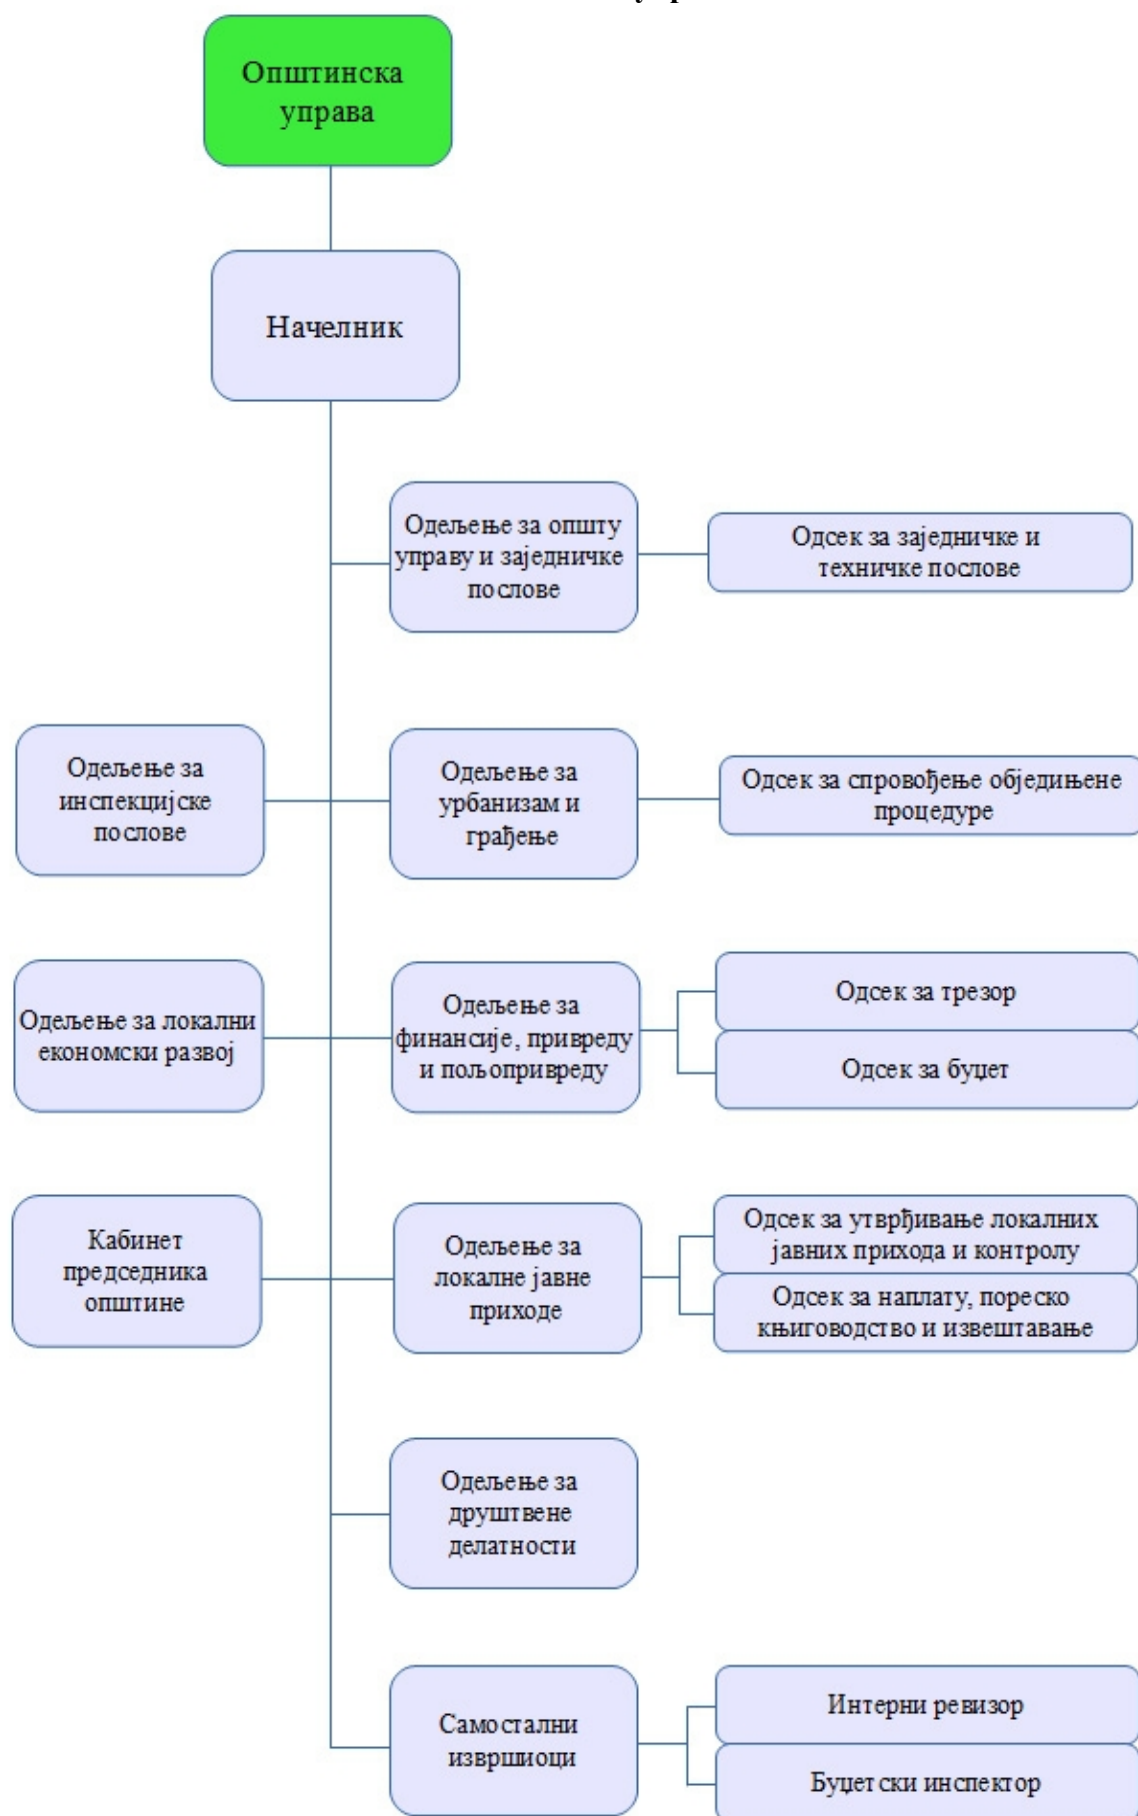 Општинска
управа
Начелник
Одељење за општу
управу и заједничке
послове
Одсек за заједничке и
техничке послове
Одељење за
инспекцијске
послове
Одељење за
урбанизам и
грађење
Одсек за спровођење обједињене
процедуре
Одељење за локални
економски развој
Одељење за
финансије, привреду
и пољопривреду
Одсек за трезор
Одсек за буџет
Кабинет
председника
општине
Одељење за
локалне јавне
приходе
Одсек за утврђивање локалних
јавних прихода и контролу
Одсек за наплату, пореско
књиговодство и извештавање
Одељење за
друштвене
делатности
Самостални
извршиоци
Интерни ревизор
Буџетски инспектор